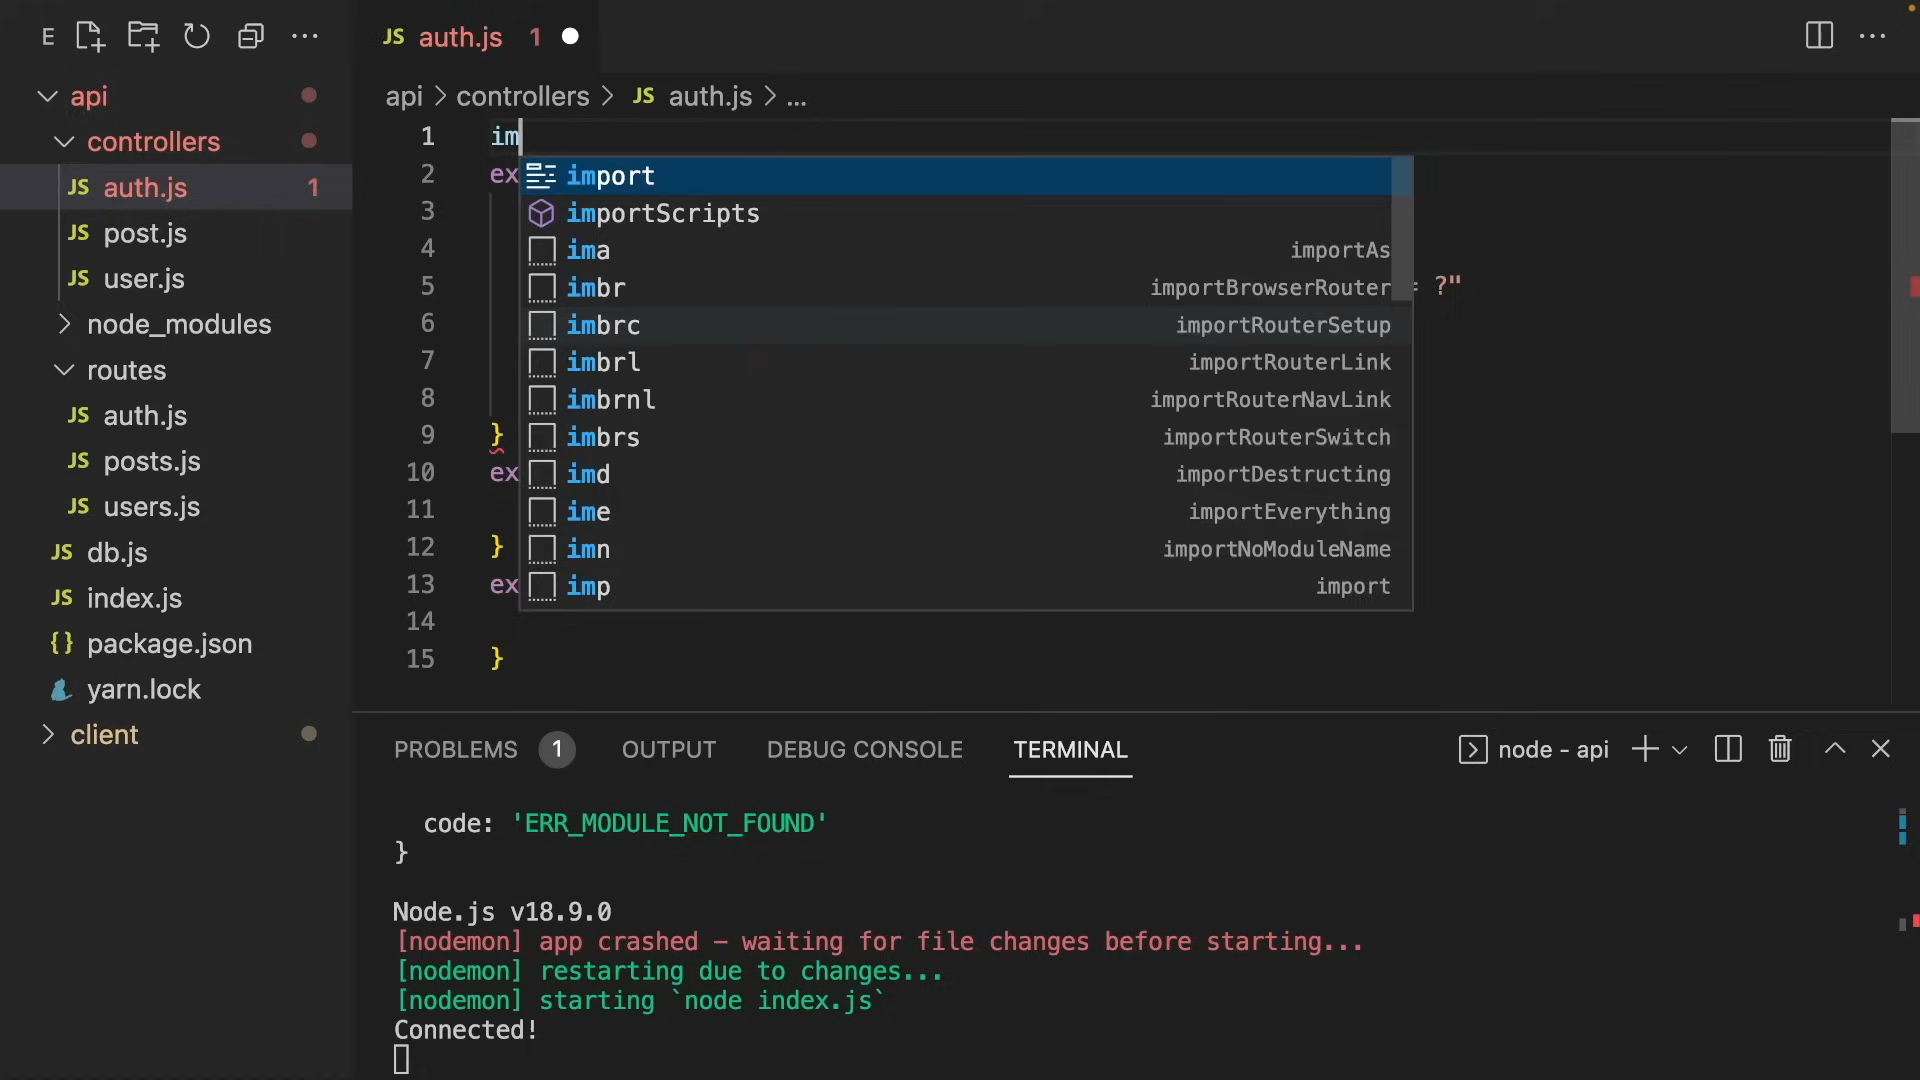 E
JS auth.js 1
api
controllers
JS auth.js 1
JS post.js
JS user.js
node_modules
routes
JS auth.js
JS posts.js
JS users.js
JS db.js
JS index.js
{} package.json
yarn.lock
client
api > controllers > JS auth.js > ...
1 im
2 ex
3
4
5 = ?"
6
7
8
9 }
10 ex
11
12 }
13 ex
14
15 }
import
importScripts
ima importAs
imbr importBrowserRouter
imbrc importRouterSetup
imbrl importRouterLink
imbrnl importRouterNavLink
imbrs importRouterSwitch
imd importDestructing
ime importEverything
imn importNoModuleName
imp import
PROBLEMS 1 OUTPUT DEBUG CONSOLE TERMINAL node - api
code: 'ERR_MODULE_NOT_FOUND'
}
Node.js v18.9.0
[nodemon] app crashed - waiting for file changes before starting...
[nodemon] restarting due to changes...
[nodemon] starting `node index.js`
Connected!